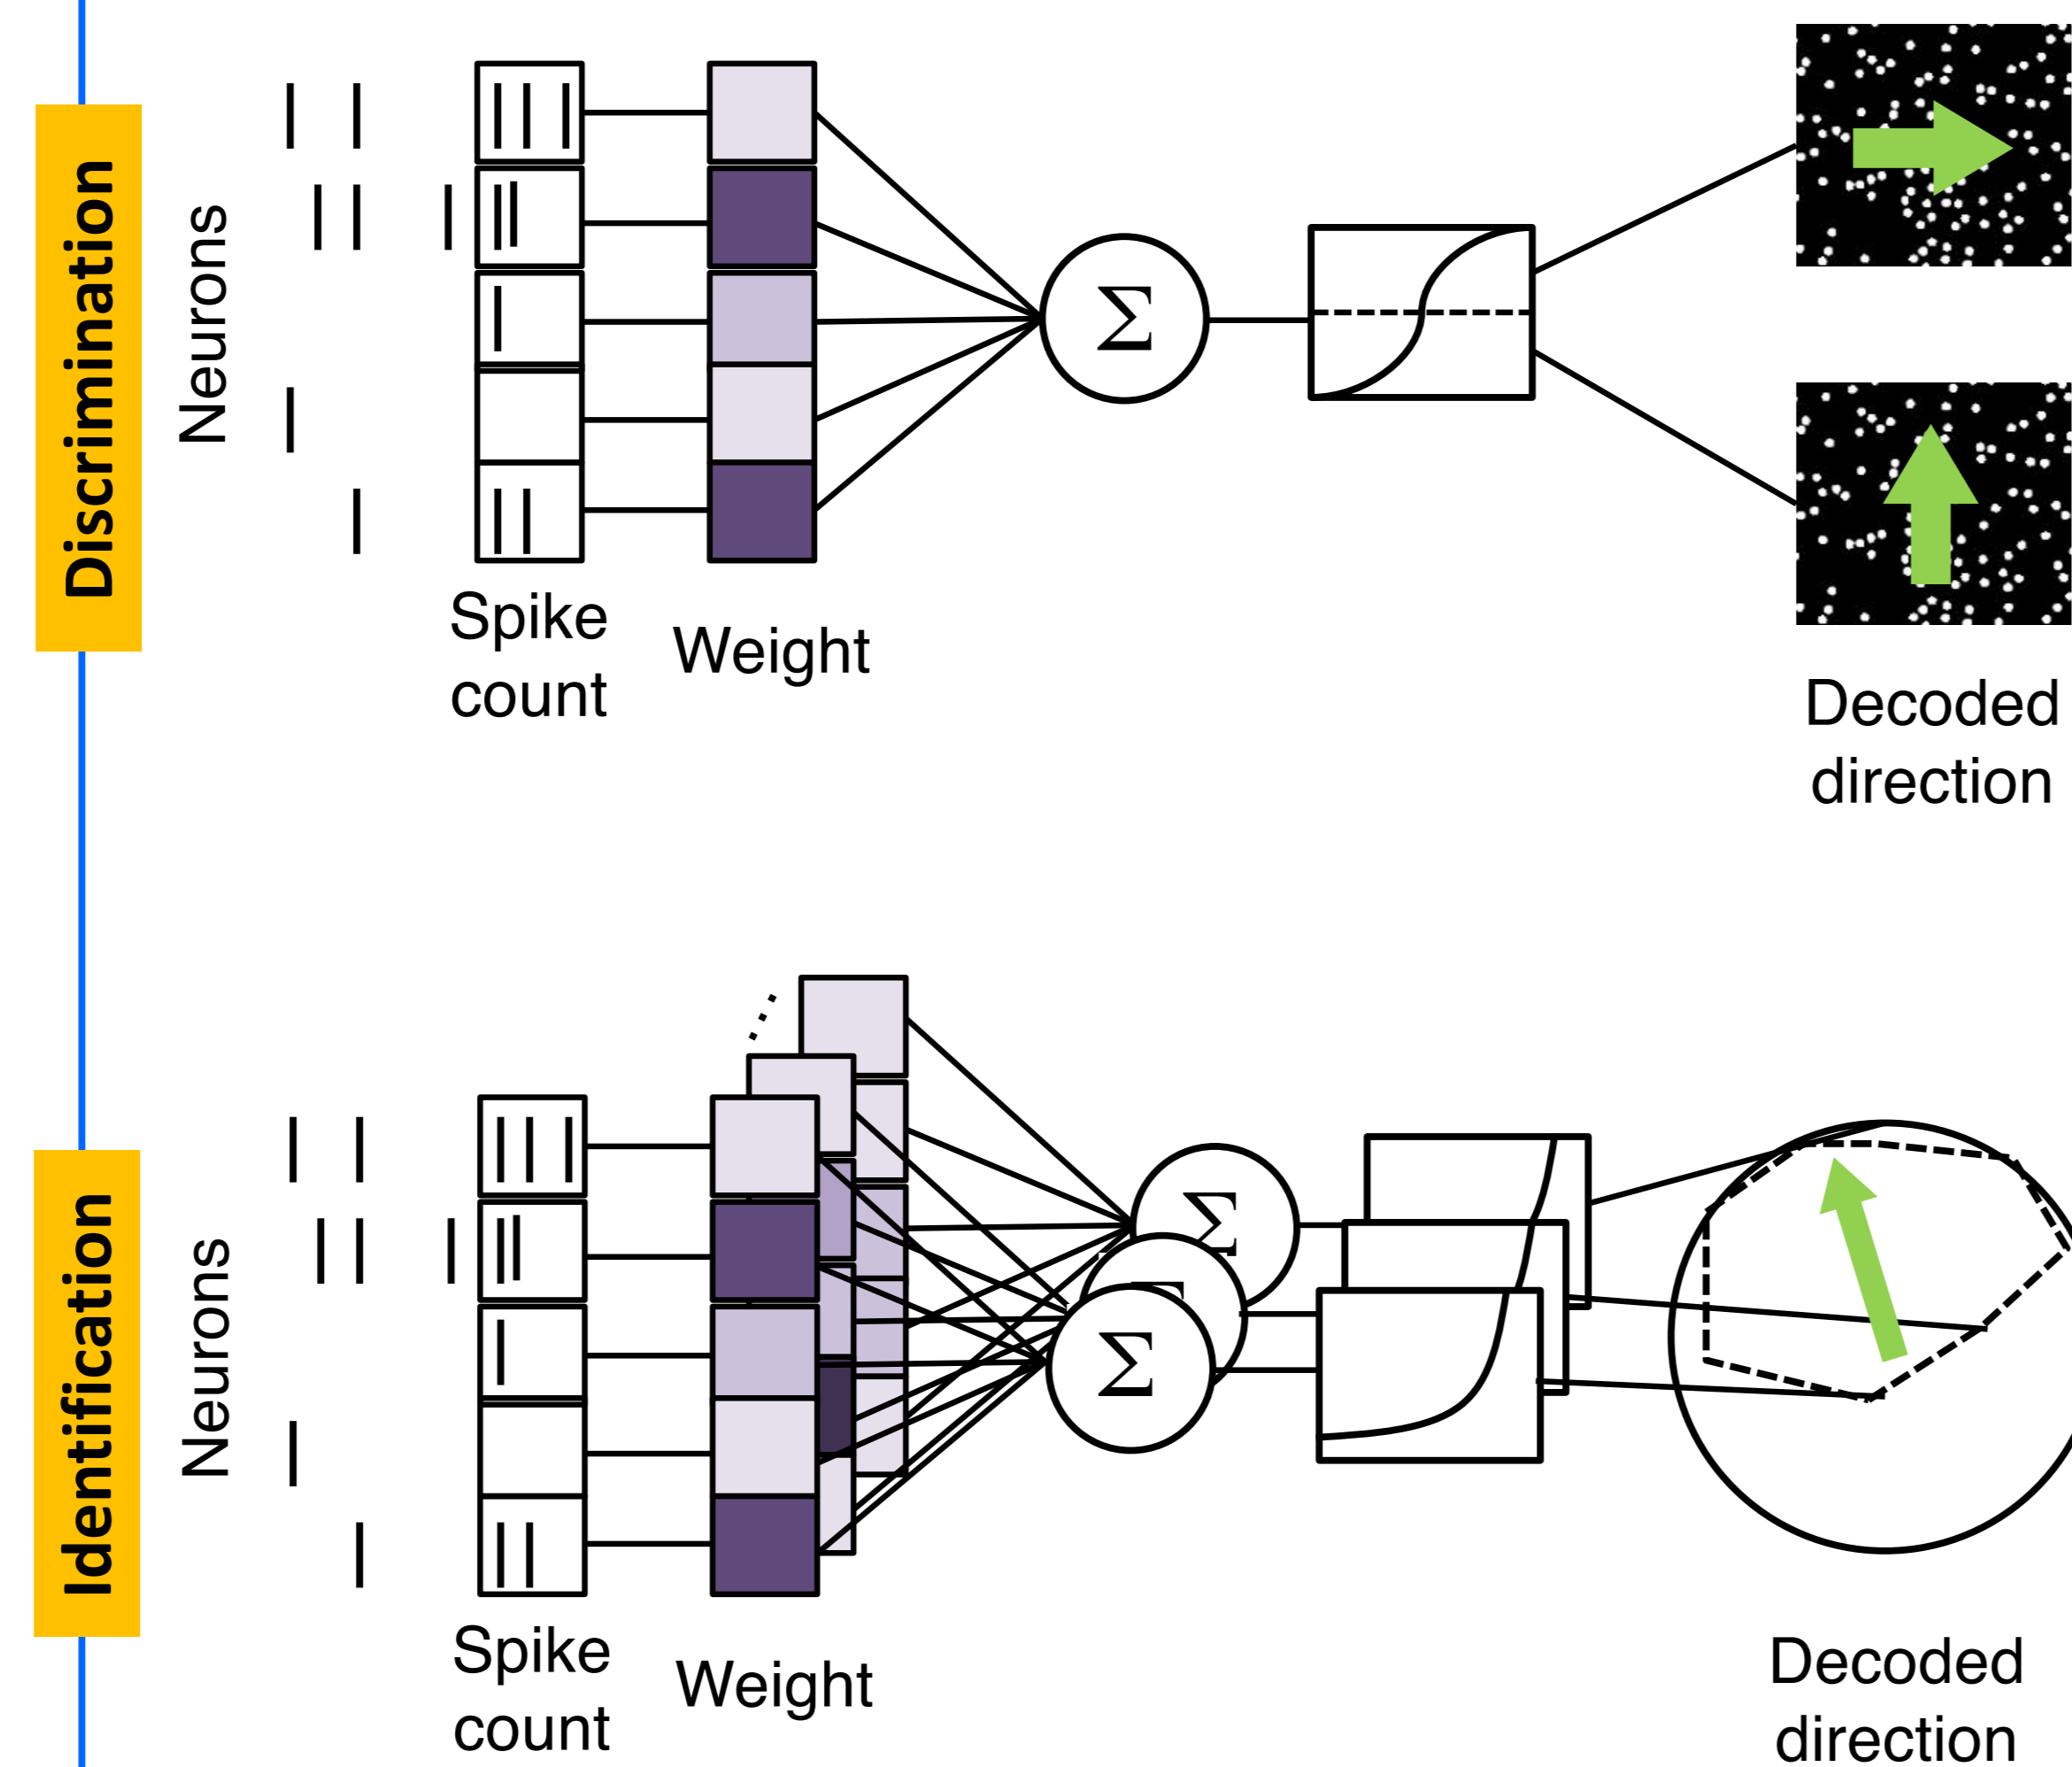 Discrimination
Neurons
Σ
Spike
count
Weight
Decoded
direction
Identification
Neurons
Σ
Σ
Σ
Spike
count
Weight
Decoded
direction